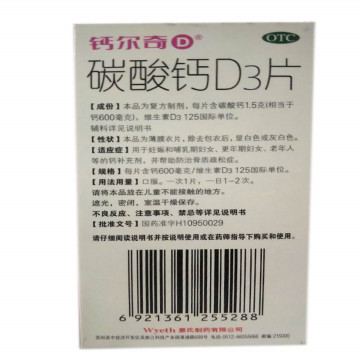 钙尔奇D®
OTC
碳酸钙D3片
【成份】本品为复方制剂，每片含碳酸钙1.5克(相当于
钙600毫克)，维生素D3 125国际单位。
辅料详见说明书
【性状】本品为薄膜衣片，除去包衣后，显白色或灰白色。
【适应症】用于妊娠和哺乳期妇女、更年期妇女、老年人
等的钙补充剂，并帮助防治骨质疏松症。
【规格】每片含钙600毫克/维生素D3 125国际单位。
【用法用量】口服。一次1片，一日1~2次。
请将本品放在儿童不能接触的地方。
遮光，密闭，室温干燥保存。
不良反应、注意事项、禁忌等详见说明书
【批准文号】国药准字H10950029
请仔细阅读说明书并按说明使用或在药师指导下购买和使用。
6 921361 255288
Wyeth 惠氏制药有限公司